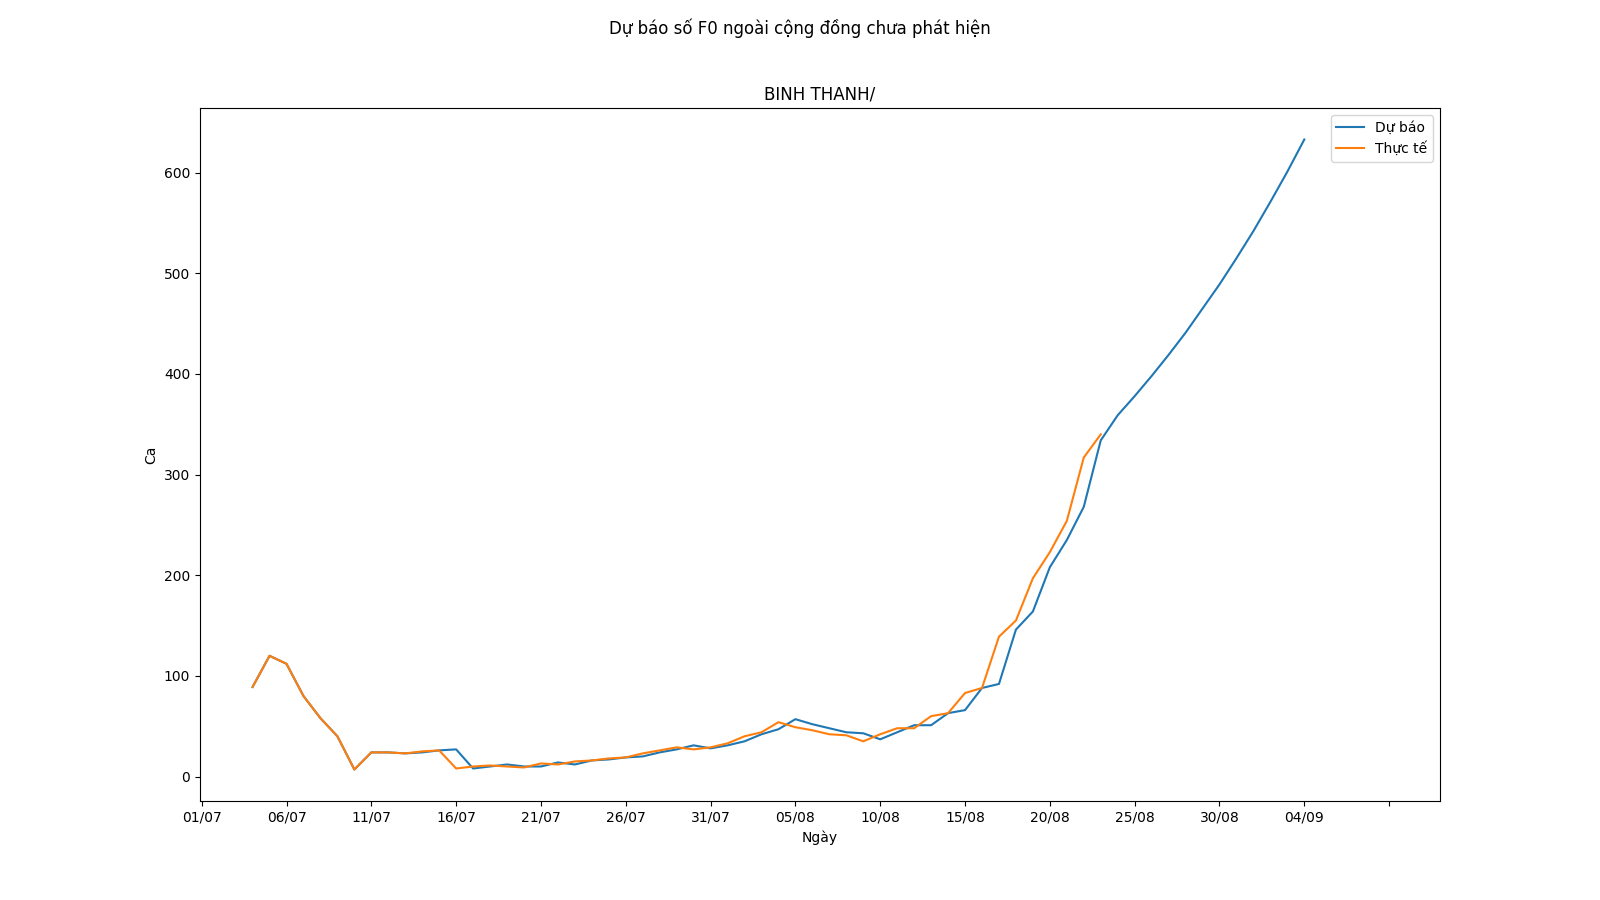 Dự báo số F0 ngoài cộng đồng chưa phát hiện
BINH THANH/
Dự báo
Thực tế
600
500
400
300
200
100
0
Ca
01/07 06/07 11/07 16/07 21/07 26/07 31/07 05/08 10/08 15/08 20/08 25/08 30/08 04/09
Ngày